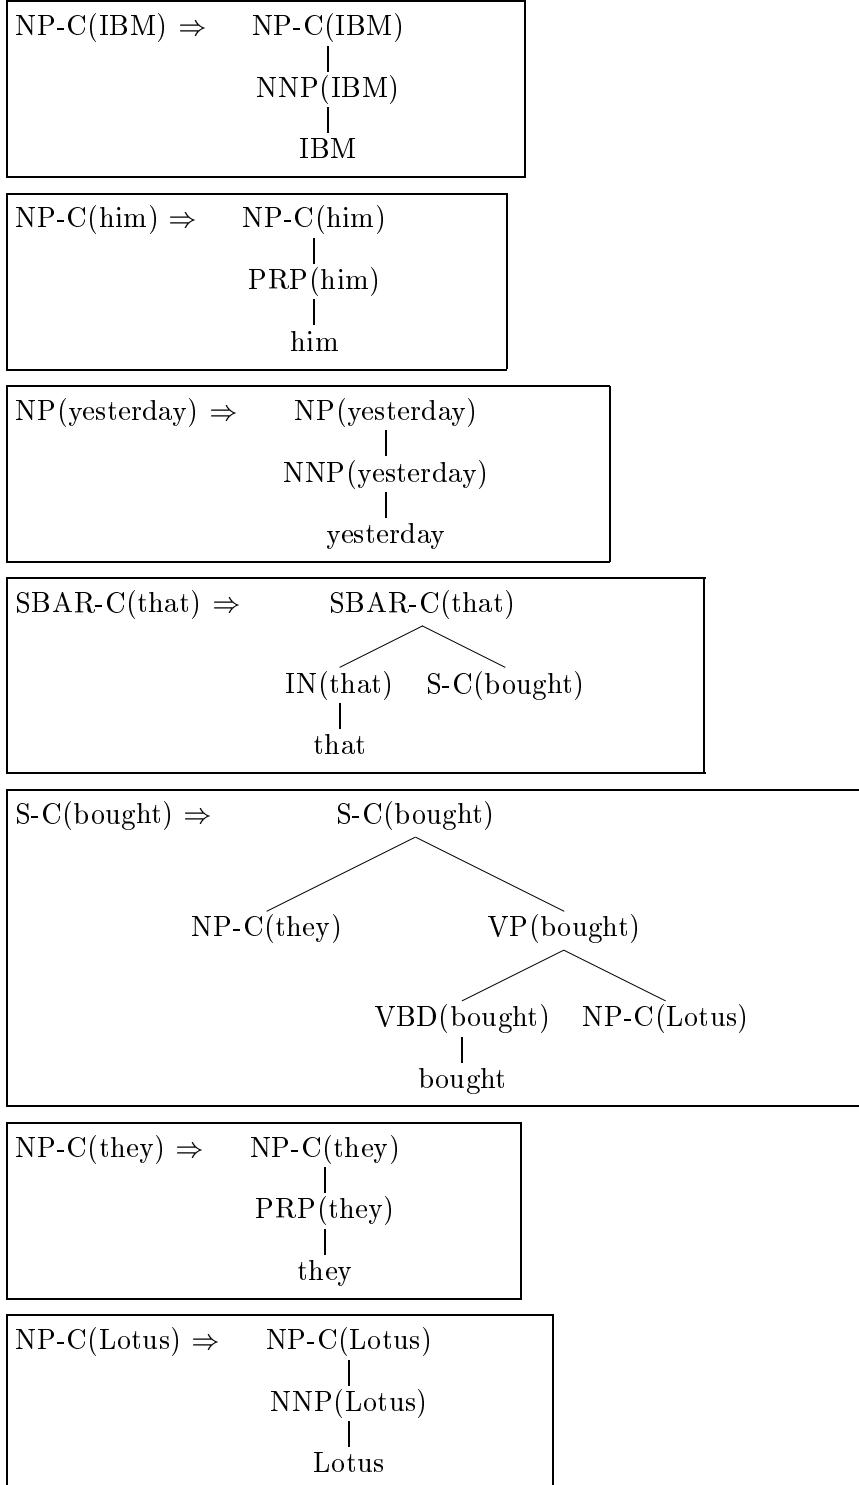 NP-C(IBM) ⇒ NP-C(IBM)
NNP(IBM)
IBM
NP-C(him) ⇒ NP-C(him)
PRP(him)
him
NP(yesterday) ⇒ NP(yesterday)
NNP(yesterday)
yesterday
SBAR-C(that) ⇒ SBAR-C(that)
IN(that) S-C(bought)
that
S-C(bought) ⇒ S-C(bought)
NP-C(they) VP(bought)
VBD(bought) NP-C(Lotus)
bought
NP-C(they) ⇒ NP-C(they)
PRP(they)
they
NP-C(Lotus) ⇒ NP-C(Lotus)
NNP(Lotus)
Lotus